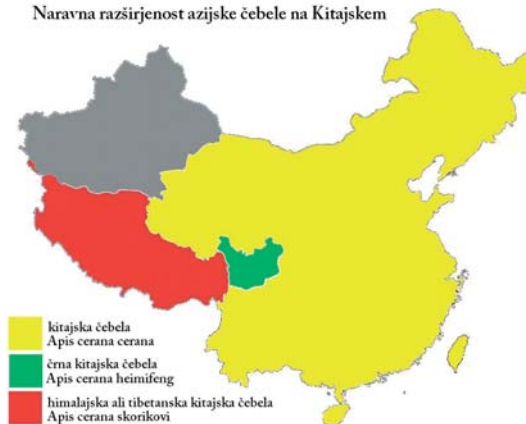 Naravna razširjenost azijske čebele na Kitajskem
kitajska čebela
Apis cerana cerana
črna kitajska čebela
Apis cerana heimifeng
himalajska ali tibetanska kitajska čebela
Apis cerana skorikovi